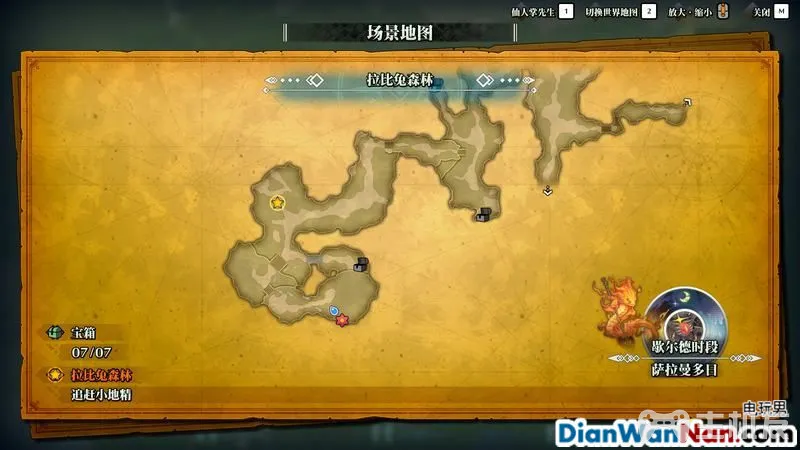 仙人掌先生 1 切换世界地图 2 放大·缩小 关闭 M
场景地图
拉比兔森林
宝箱
07/07
拉比兔森林
追赶小地精
歇尔德时段
萨拉曼多日
电玩男
DianWanNan.com